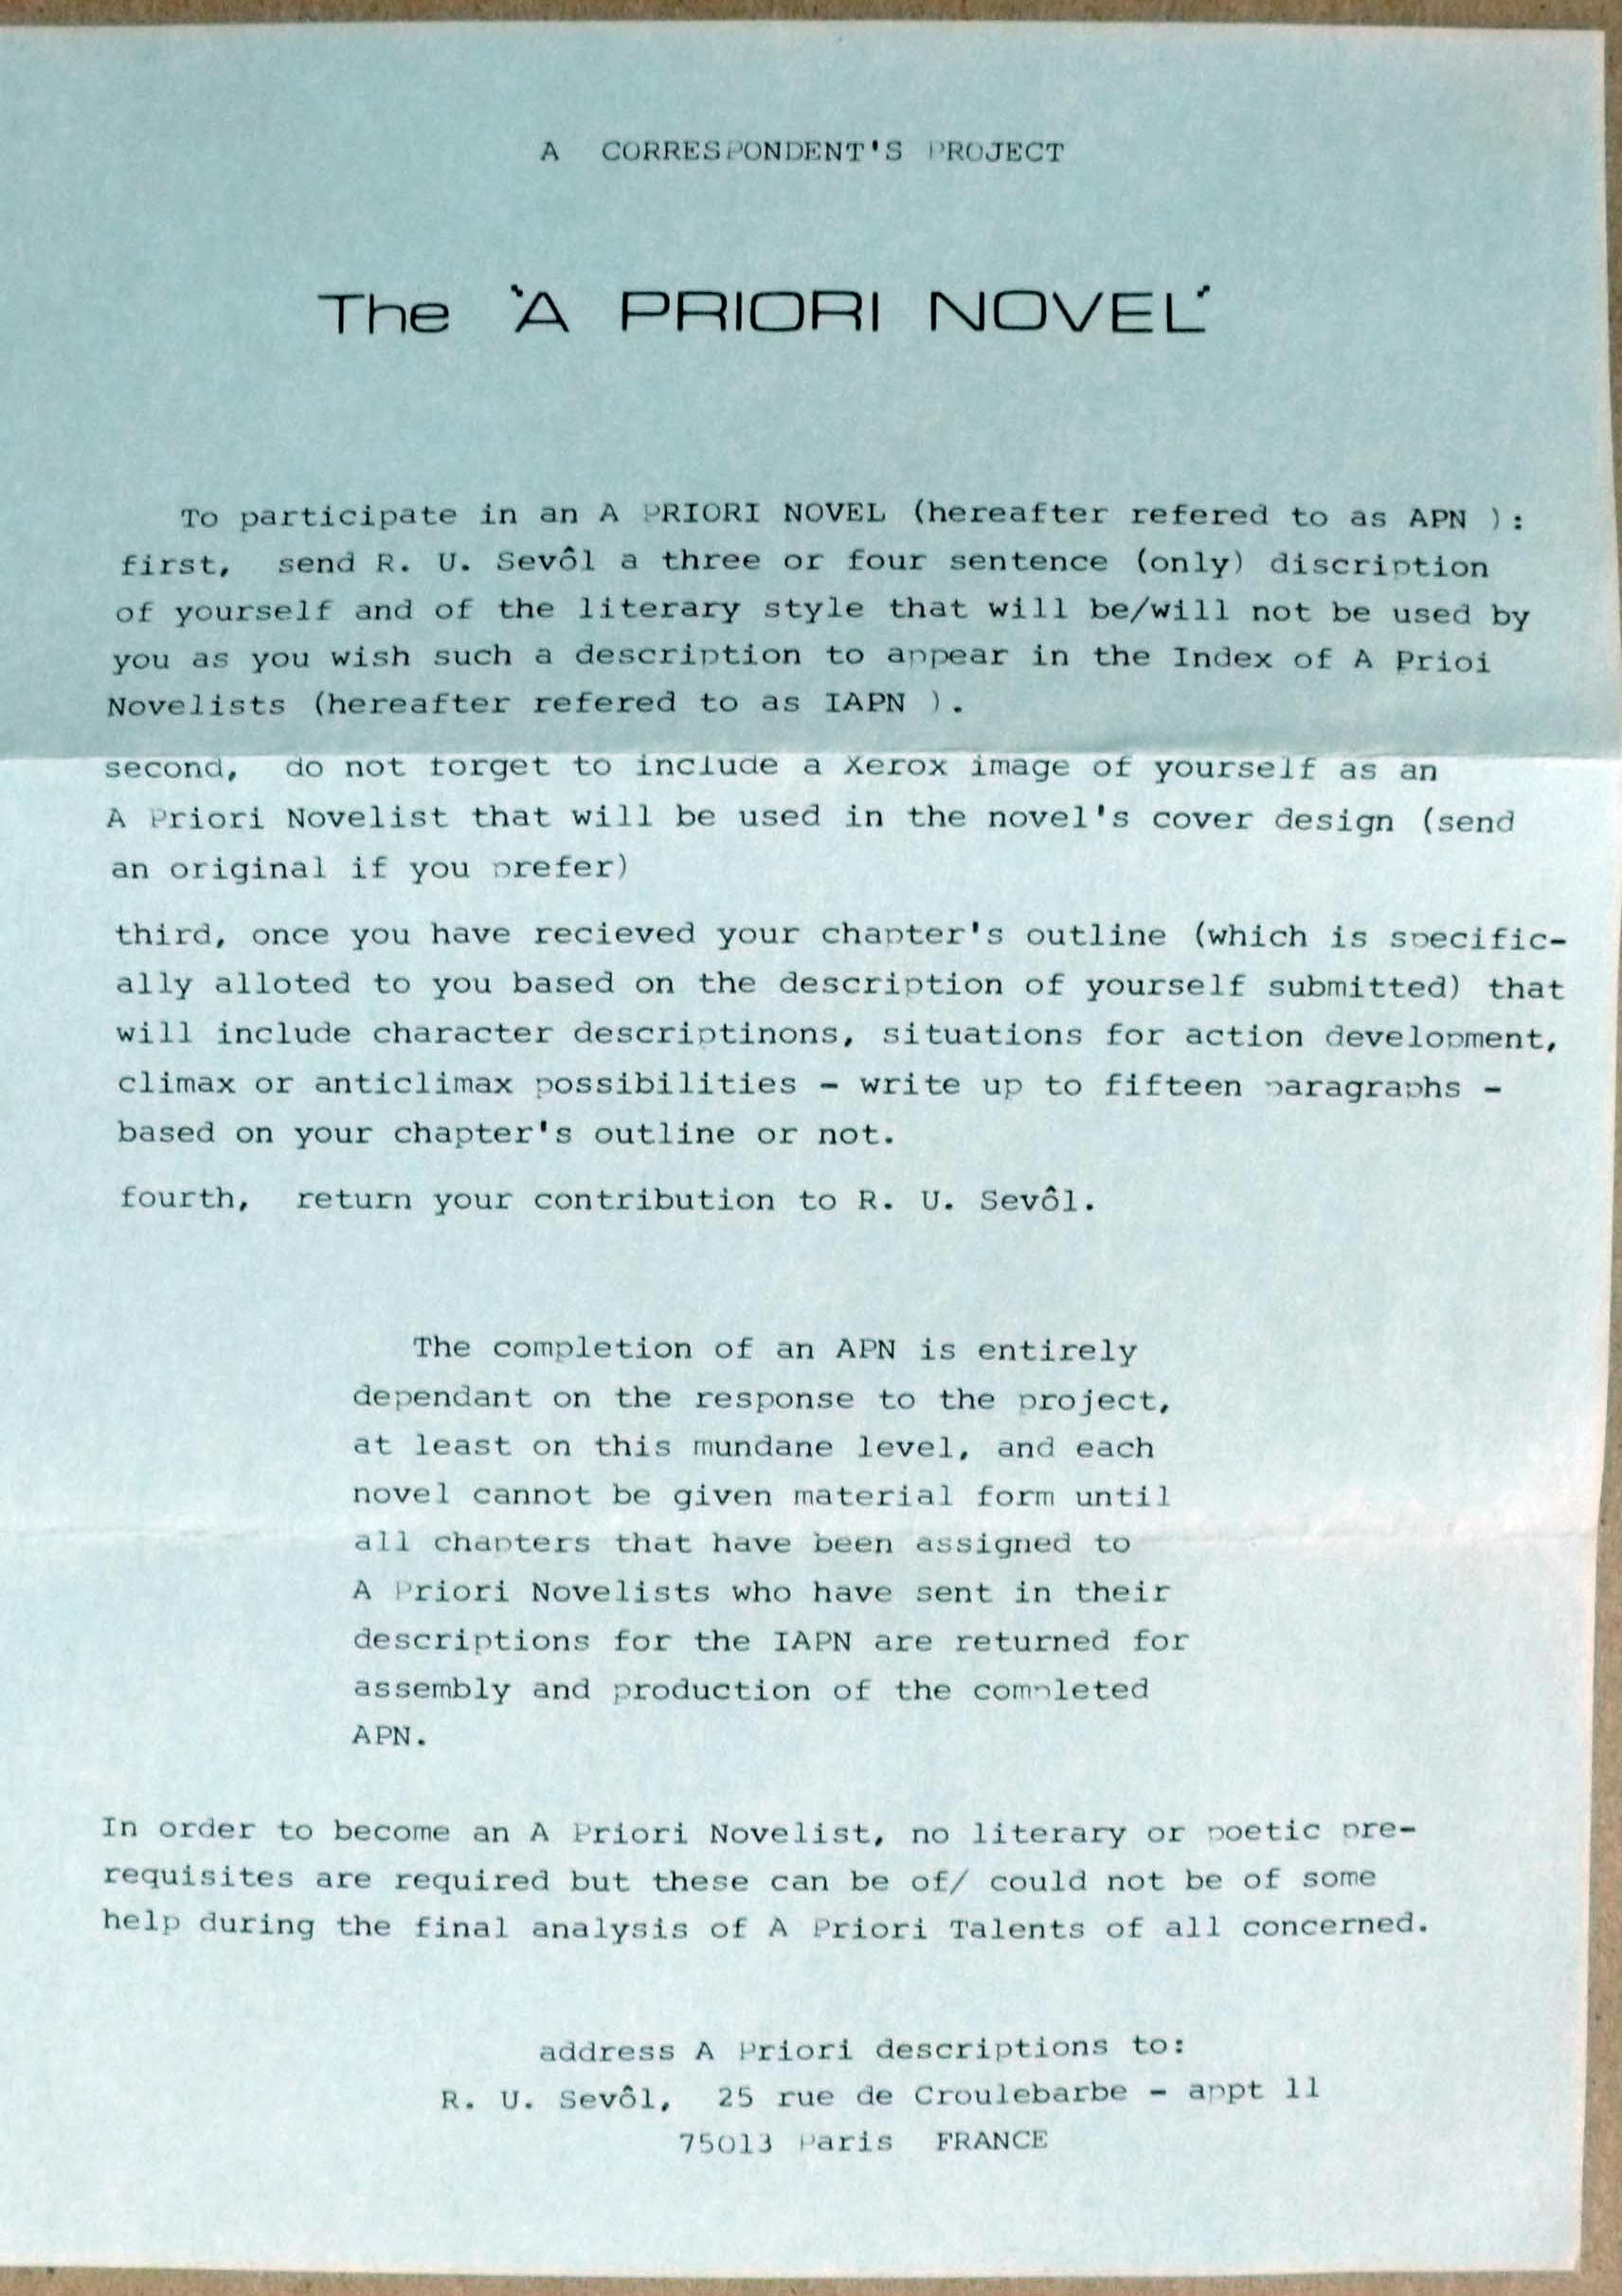 A CORRESPONDENT'S PROJECT
The 'A PRIORI NOVEL'
To participate in an A PRIORI NOVEL (hereafter refered to as APN ):
first, send R. U. Sevôl a three or four sentence (only) discription
of yourself and of the literary style that will be/will not be used by
you as you wish such a description to appear in the Index of A Prioi
Novelists (hereafter refered to as IAPN ).
second, do not forget to include a Xerox image of yourself as an
A Priori Novelist that will be used in the novel's cover design (send
an original if you prefer)
third, once you have recieved your chapter's outline (which is specific-
ally alloted to you based on the description of yourself submitted) that
will include character descriptinons, situations for action development,
climax or anticlimax possibilities - write up to fifteen paragraphs -
based on your chapter's outline or not.
fourth, return your contribution to R. U. Sevôl.
The completion of an APN is entirely
dependant on the response to the project,
at least on this mundane level, and each
novel cannot be given material form until
all chapters that have been assigned to
A Priori Novelists who have sent in their
descriptions for the IAPN are returned for
assembly and production of the completed
APN.
In order to become an A Priori Novelist, no literary or poetic pre-
requisites are required but these can be of/ could not be of some
help during the final analysis of A Priori Talents of all concerned.
address A Priori descriptions to:
R. U. Sevôl, 25 rue de Croulebarbe - appt 11
75013 Paris FRANCE